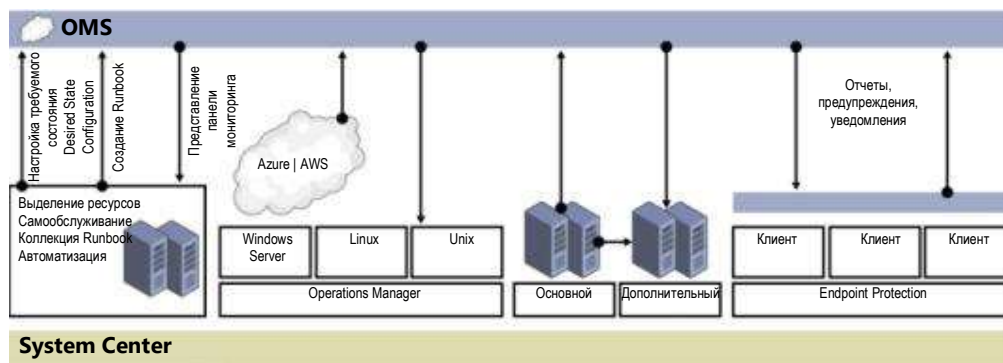 OMS
Настройка требуемого
состояния
Desired State
Configuration
Создание Runbook
Представление
панели
мониторинга
Azure | AWS
Отчеты,
предупреждения,
уведомления
Выделение ресурсов
Самообслуживание
Коллекция Runbook
Автоматизация
Windows
Server
Linux
Unix
Operations Manager
Основной
Дополнительный
Клиент
Клиент
Клиент
Endpoint Protection
System Center